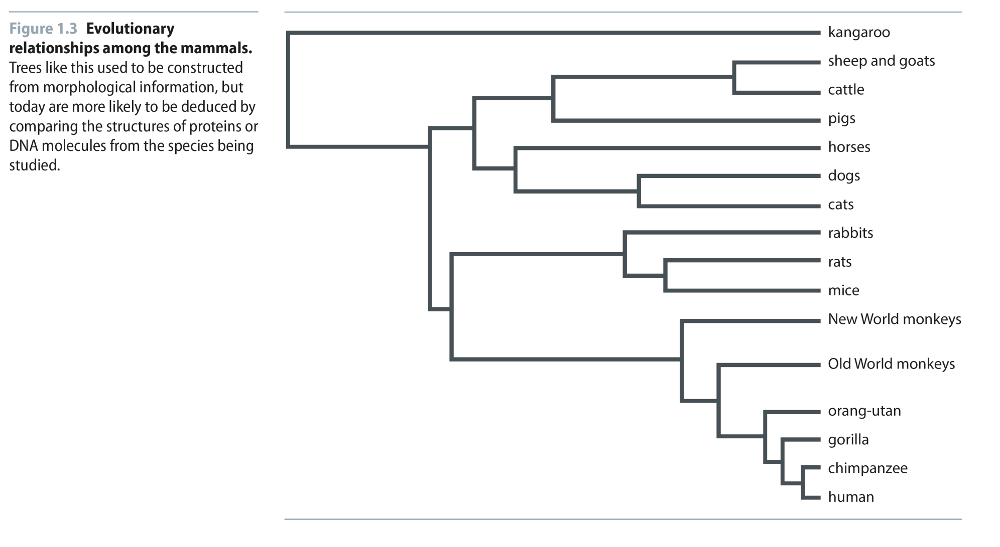 Figure 1.3 Evolutionary
relationships among the mammals.
Trees like this used to be constructed
from morphological information, but
today are more likely to be deduced by
comparing the structures of proteins or
DNA molecules from the species being
studied.
kangaroo
sheep and goats
cattle
pigs
horses
dogs
cats
rabbits
rats
mice
New World monkeys
Old World monkeys
orang-utan
gorilla
chimpanzee
human